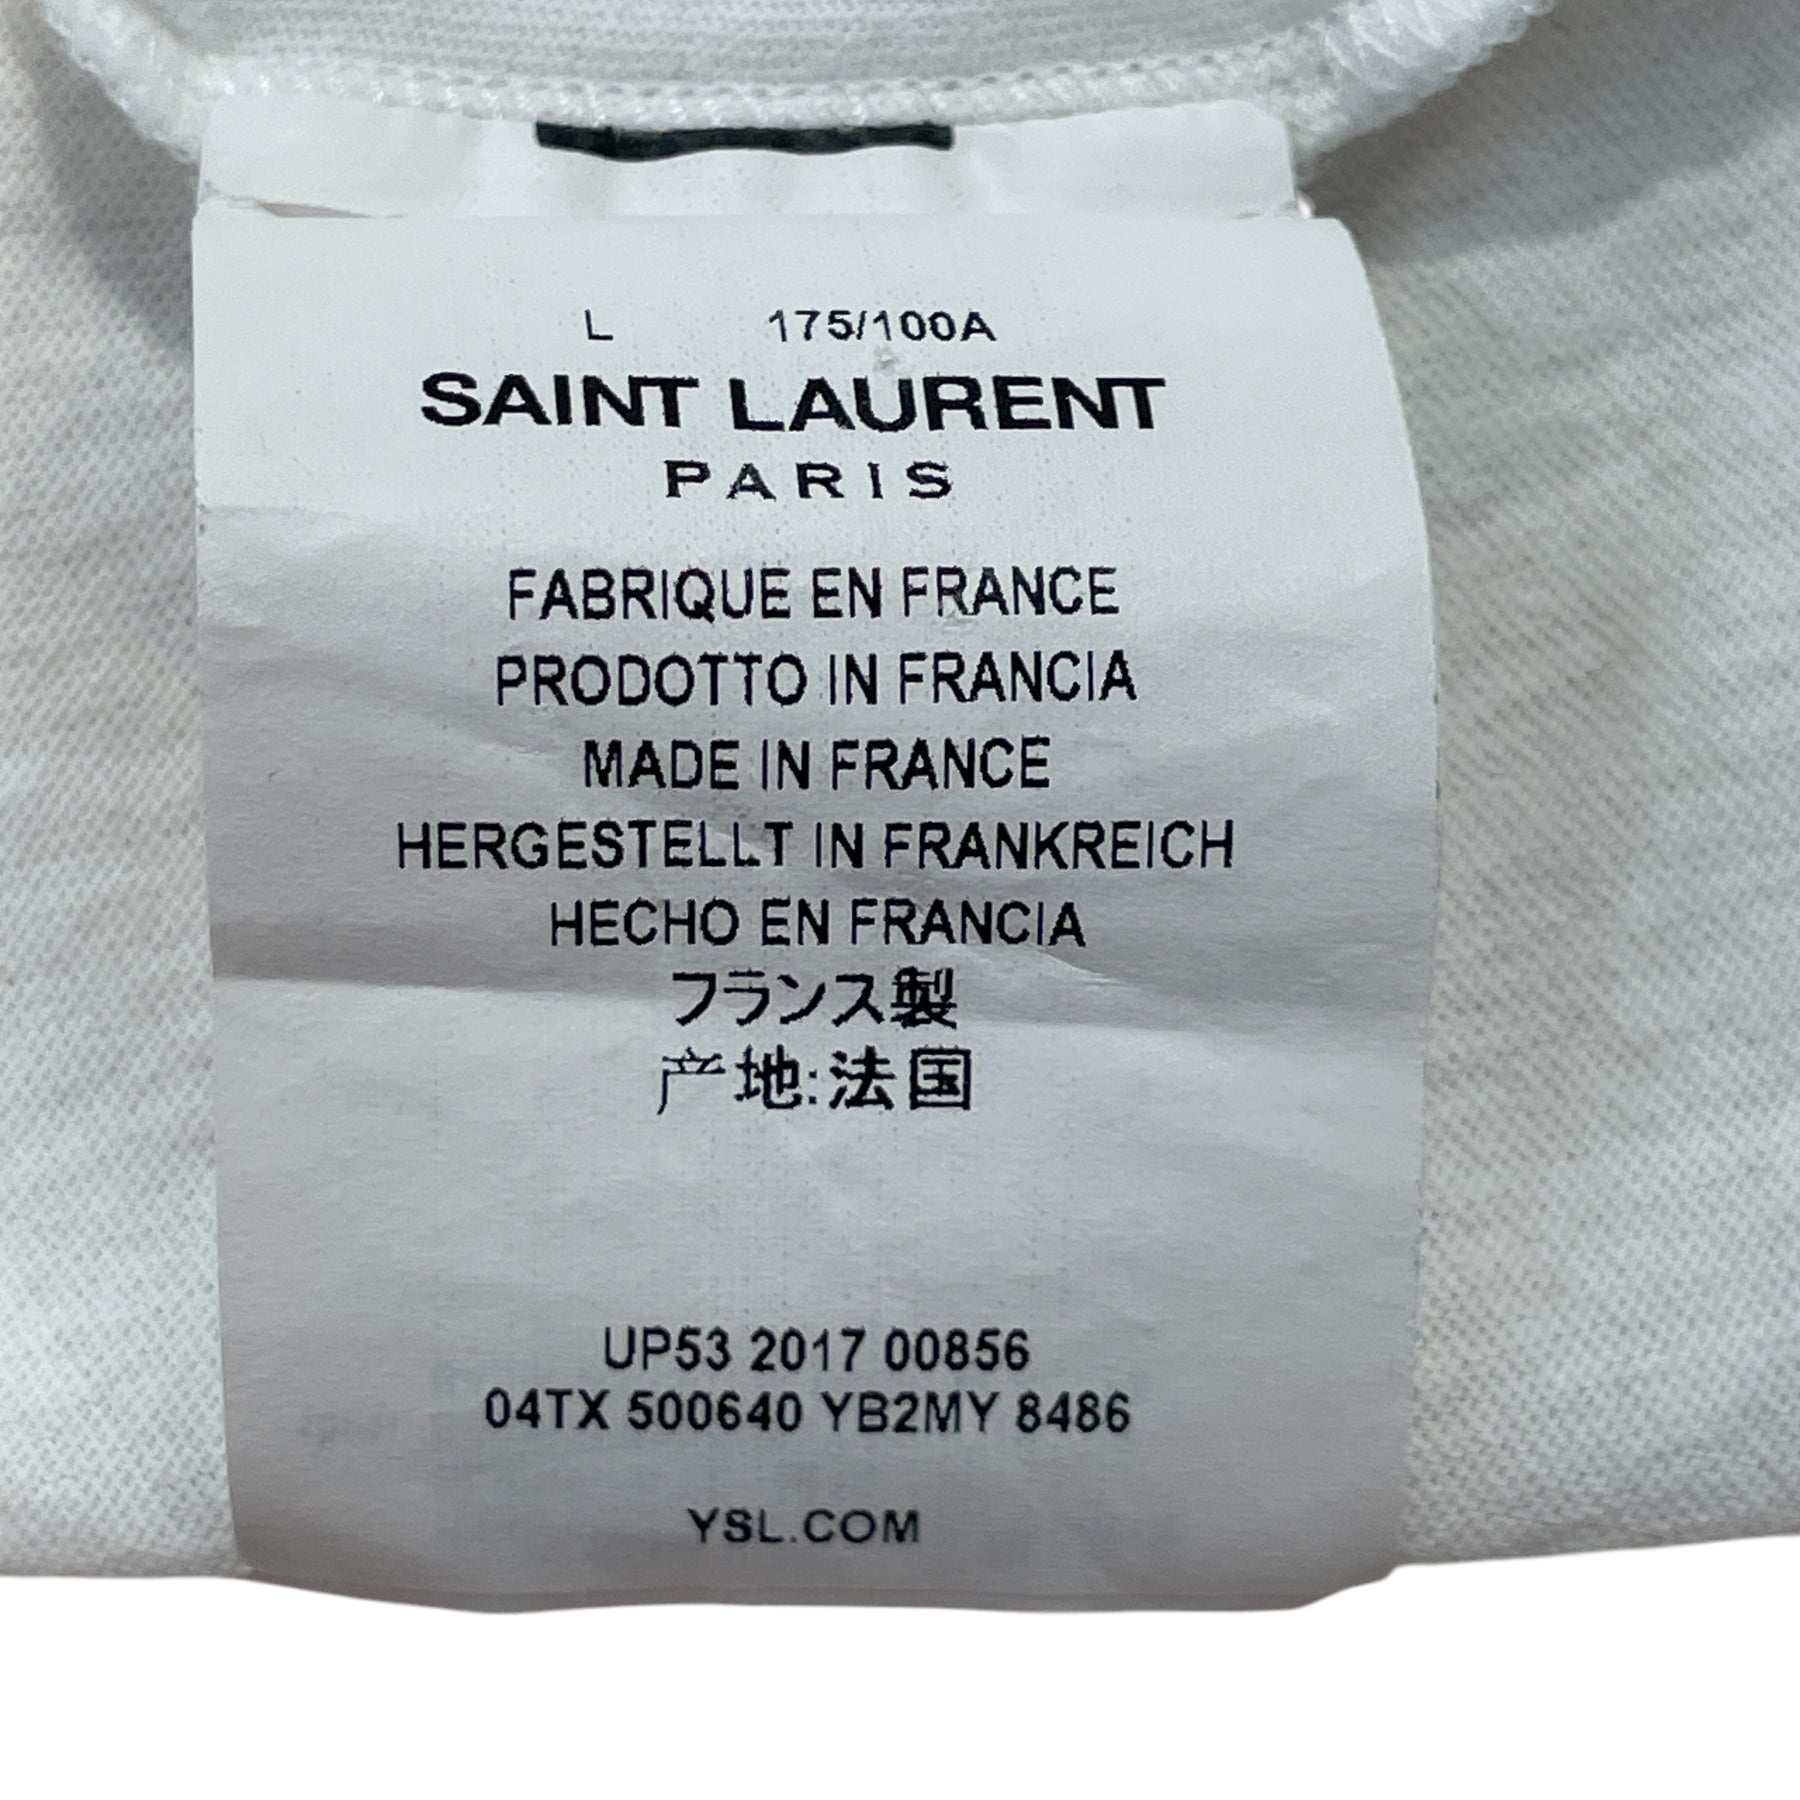 L 175/100A
SAINT LAURENT
PARIS
FABRIQUE EN FRANCE
PRODOTTO IN FRANCIA
MADE IN FRANCE
HERGESTELLT IN FRANKREICH
HECHO EN FRANCIA
フランス製
产地:法国
UP53 2017 00856
04TX 500640 YB2MY 8486
YSL.COM